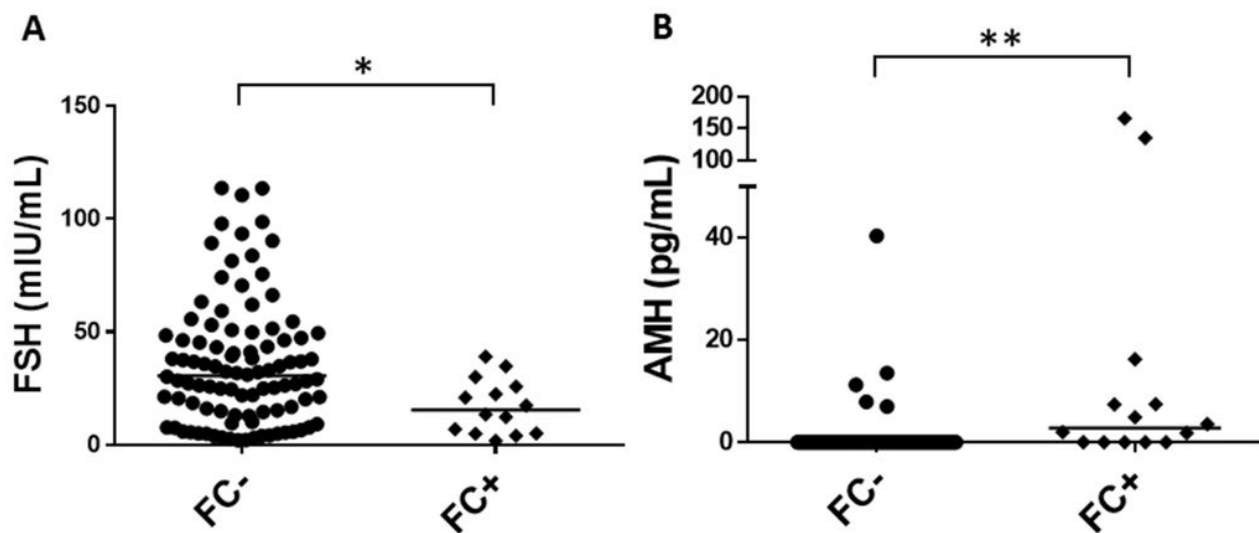 A
*
FSH (mIU/mL)
150
100
50
0
FC-
FC+
B
**
AMH (pg/mL)
200
150
100
40
20
0
FC-
FC+